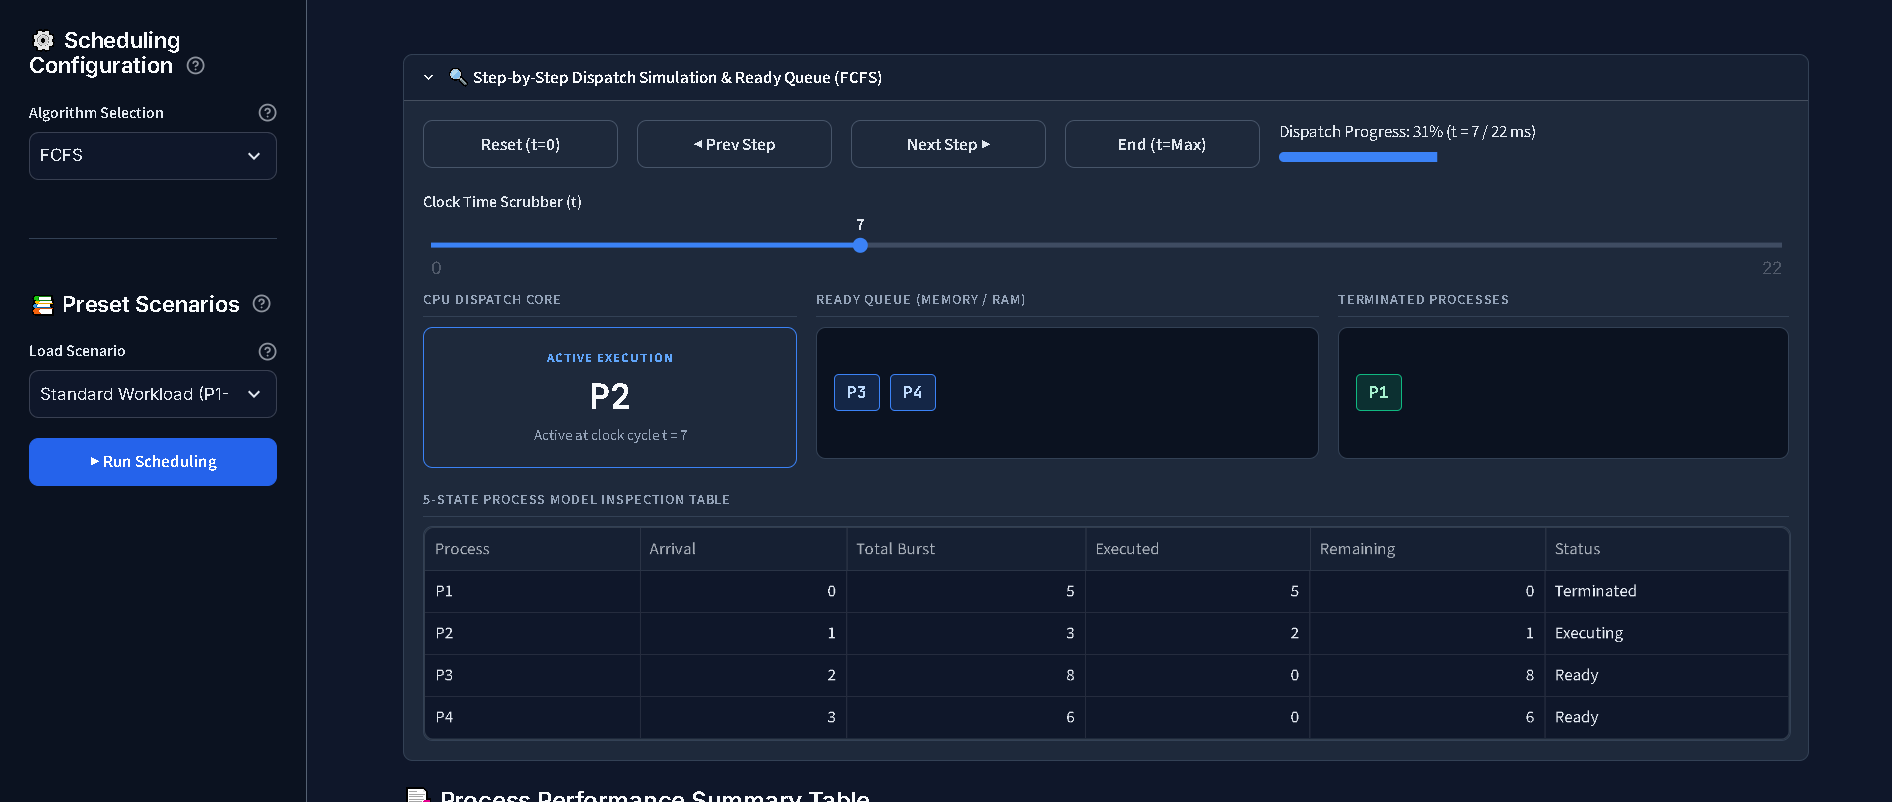 Scheduling
Configuration
Algorithm Selection
FCFS
Preset Scenarios
Load Scenario
Standard Workload (P1-
Run Scheduling
Step-by-Step Dispatch Simulation & Ready Queue (FCFS)
Reset (t=0)
Prev Step
Next Step
End (t=Max)
Dispatch Progress: 31% (t = 7 / 22 ms)
Clock Time Scrubber (t)
7
0
22
CPU DISPATCH CORE
ACTIVE EXECUTION
P2
Active at clock cycle t = 7
READY QUEUE (MEMORY / RAM)
P3 P4
TERMINATED PROCESSES
P1
5-STATE PROCESS MODEL INSPECTION TABLE
Process Arrival Total Burst Executed Remaining Status
P1 0 5 5 0 Terminated
P2 1 3 2 1 Executing
P3 2 8 0 8 Ready
P4 3 6 0 6 Ready
Process Performance Summary Table